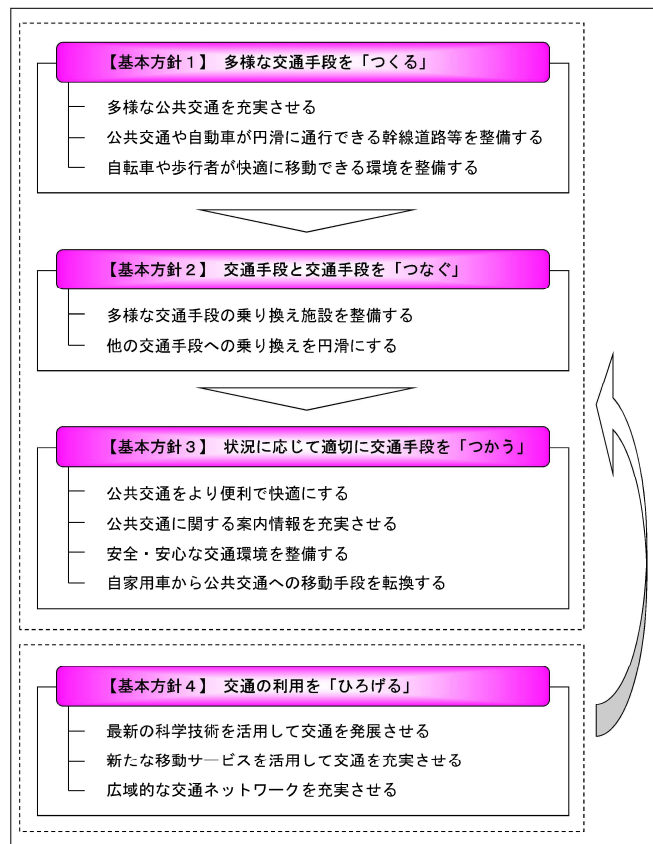 【基本方針１】 多様な交通手段を「つくる」
多様な公共交通を充実させる
公共交通や自動車が円滑に通行できる幹線道路等を整備する
自転車や歩行者が快適に移動できる環境を整備する
【基本方針２】 交通手段と交通手段を「つなぐ」
多様な交通手段の乗り換え施設を整備する
他の交通手段への乗り換えを円滑にする
【基本方針３】 状況に応じて適切に交通手段を「つかう」
公共交通をより便利で快適にする
公共交通に関する案内情報を充実させる
安全・安心な交通環境を整備する
自家用車から公共交通への移動手段を転換する
【基本方針４】 交通の利用を「ひろげる」
最新の科学技術を活用して交通を発展させる
新たな移動サービスを活用して交通を充実させる
広域的な交通ネットワークを充実させる